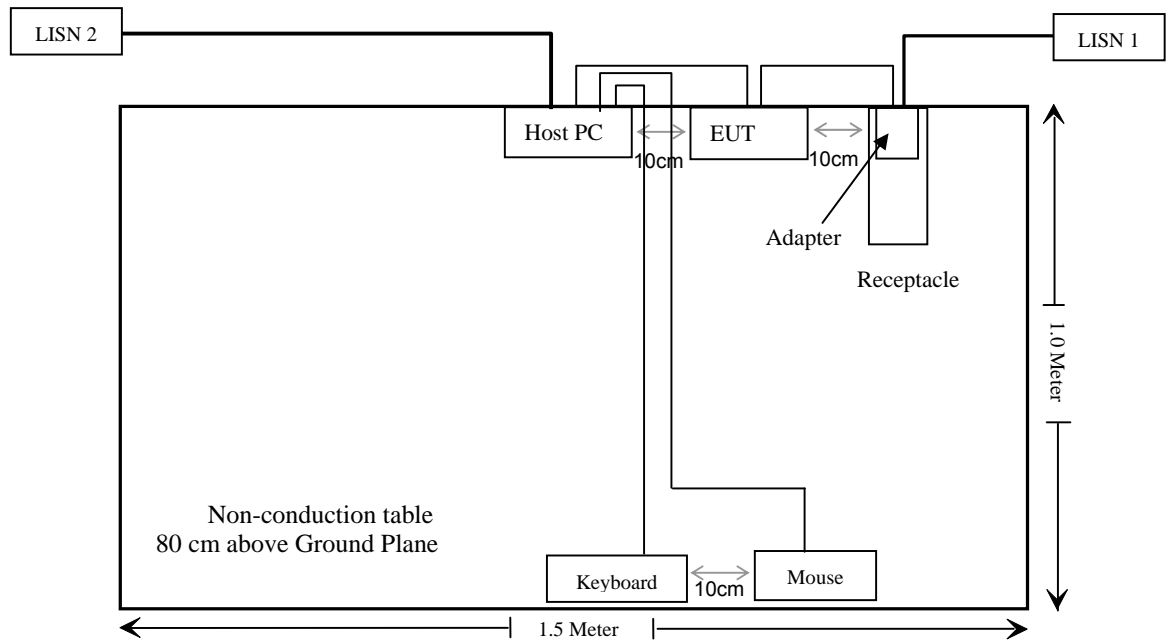 LISN 2
LISN 1
Host PC
EUT
10cm
10cm
Adapter
Receptacle
1.0 Meter
Non-conduction table
80 cm above Ground Plane
Keyboard
10cm
Mouse
1.5 Meter